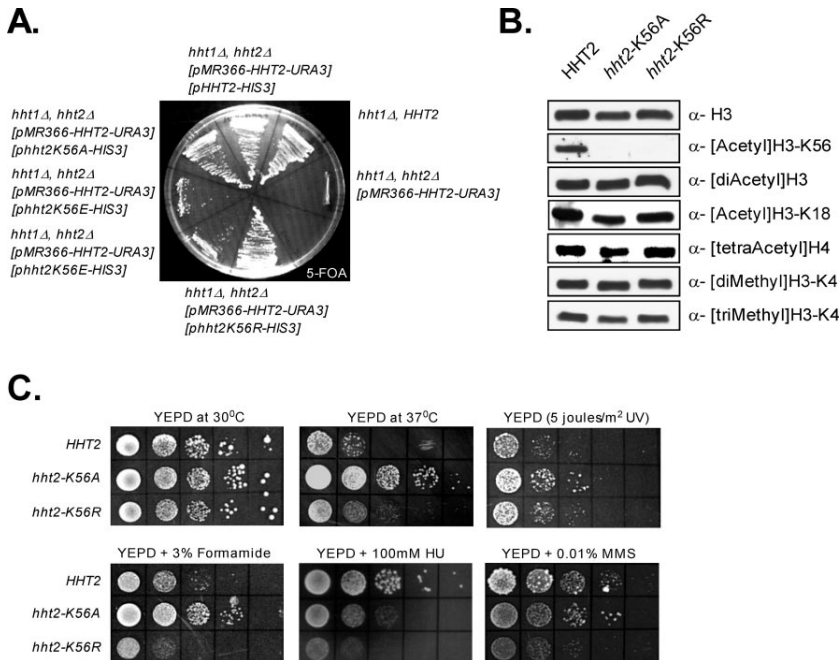 A.
hht1Δ, hht2Δ
[pMR366-HHT2-URA3]
[pHHT2-HIS3]
hht1Δ, hht2Δ
[pMR366-HHT2-URA3]
[phht2K56A-HIS3]
hht1Δ, HHT2
hht1Δ, hht2Δ
[pMR366-HHT2-URA3]
[phht2K56E-HIS3]
hht1Δ, hht2Δ
[pMR366-HHT2-URA3]
hht1Δ, hht2Δ
[pMR366-HHT2-URA3]
[phht2K56E-HIS3]
5-FOA
hht1Δ, hht2Δ
[pMR366-HHT2-URA3]
[phht2K56R-HIS3]
B.
HHT2
hht2-K56A
hht2-K56R
α- H3
α- [Acetyl]H3-K56
α- [diAcetyl]H3
α- [Acetyl]H3-K18
α- [tetraAcetyl]H4
α- [diMethyl]H3-K4
α- [triMethyl]H3-K4
C.
YEPD at 30⁰C
YEPD at 37⁰C
YEPD (5 joules/m² UV)
HHT2
hht2-K56A
hht2-K56R
YEPD + 3% Formamide
YEPD + 100mM HU
YEPD + 0.01% MMS
HHT2
hht2-K56A
hht2-K56R